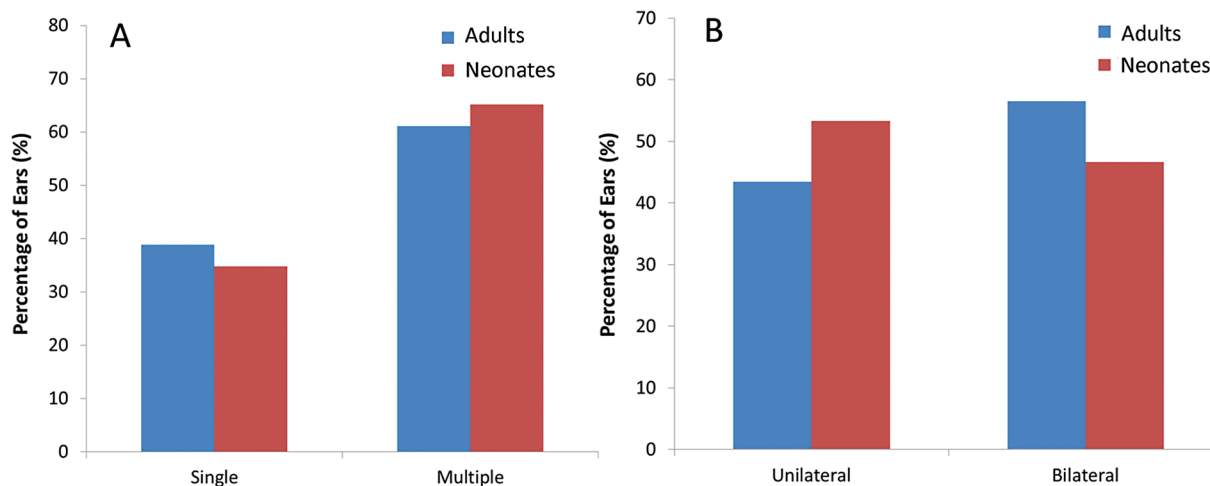 A
Adults
Neonates
Percentage of Ears (%)
80
70
60
50
40
30
20
10
0
Single
Multiple
B
Adults
Neonates
Percentage of Ears (%)
70
60
50
40
30
20
10
0
Unilateral
Bilateral